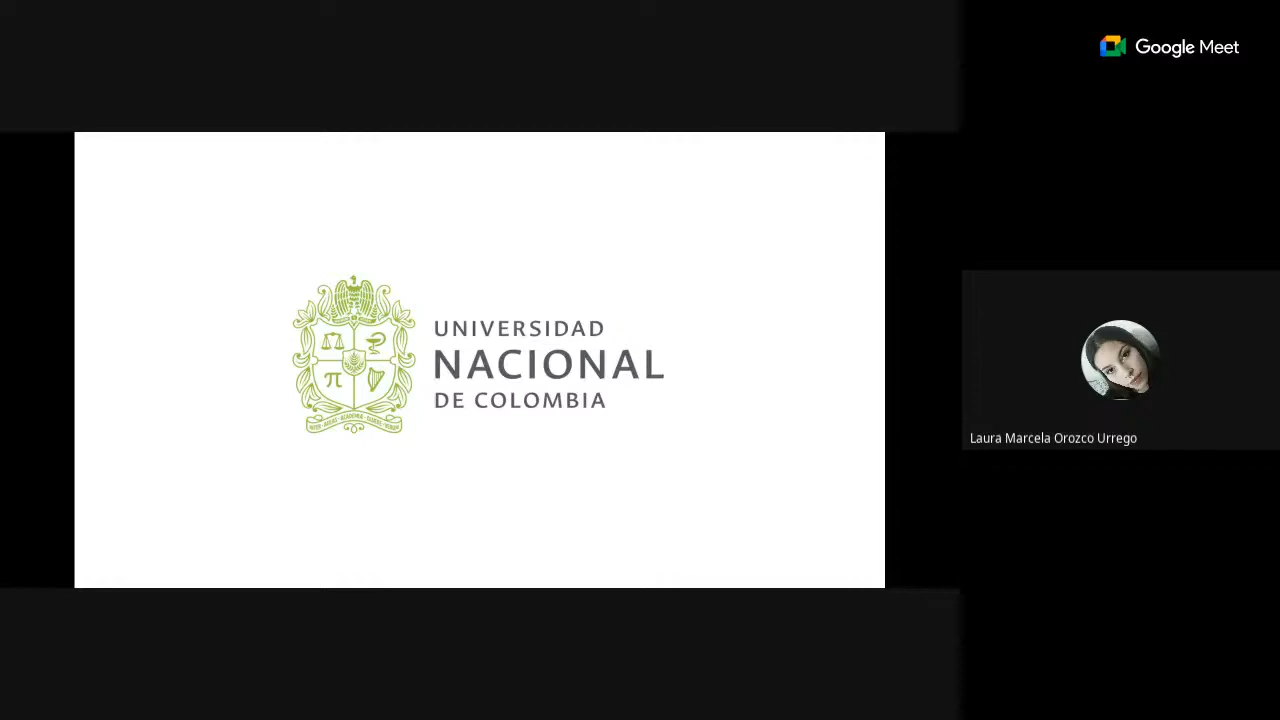 Google Meet
UNIVERSIDAD
NACIONAL
DE COLOMBIA
π
Laura Marcela Orozco Urrego